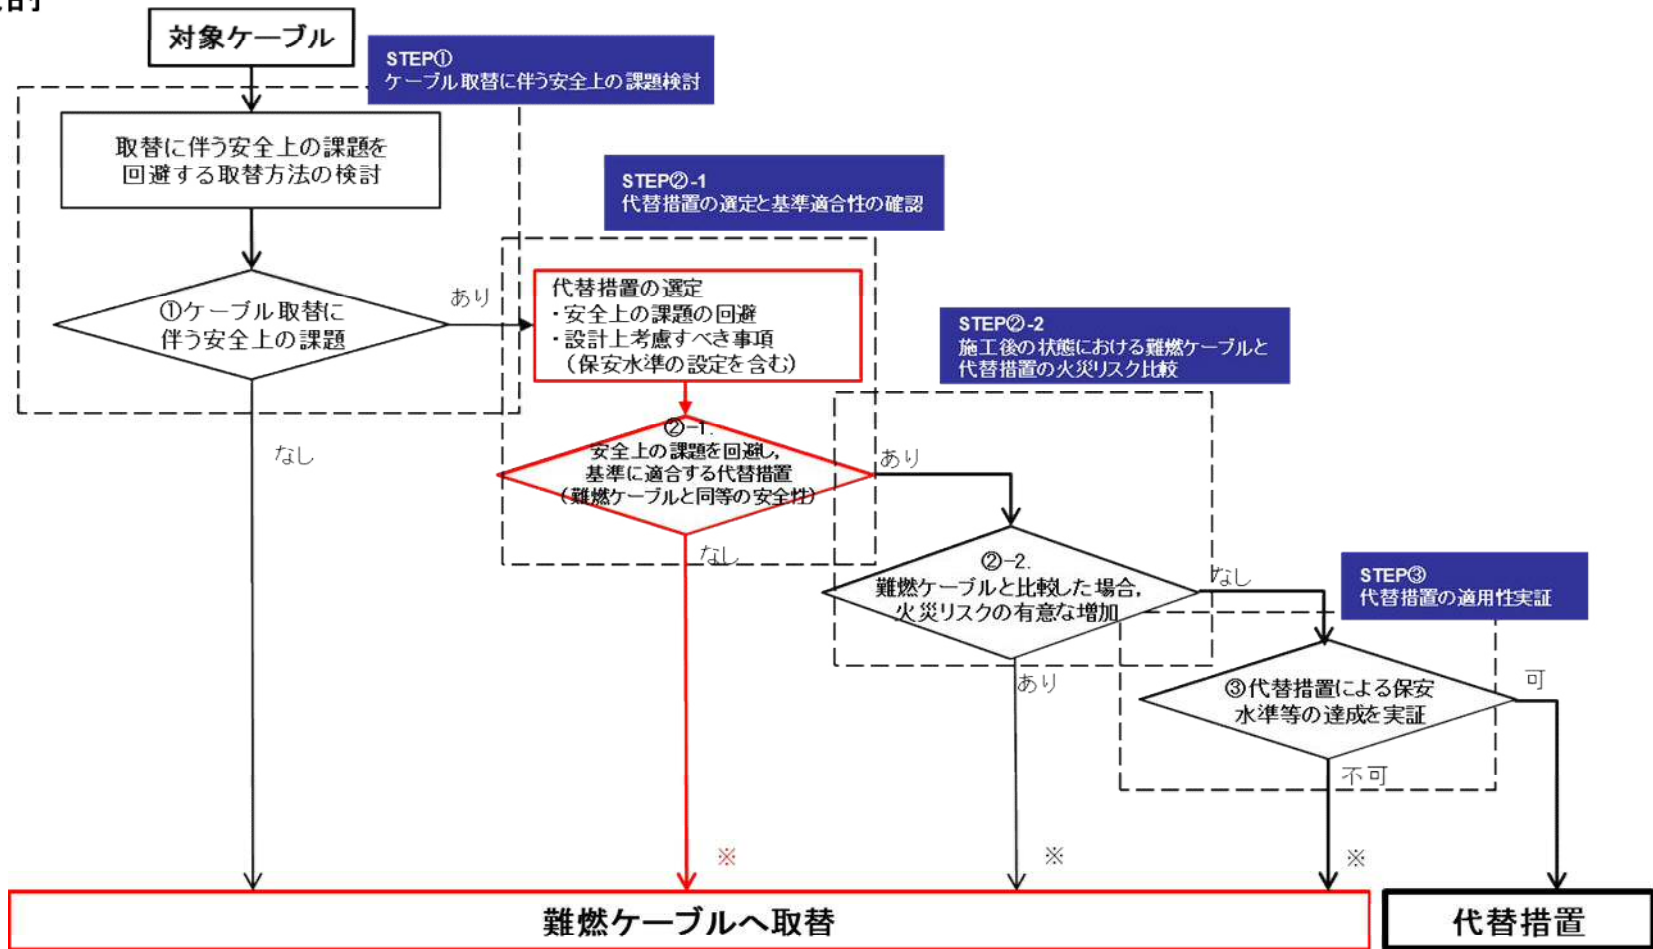 的
対象ケーブル
STEP①
ケーブル取替に伴う安全上の課題検討
取替に伴う安全上の課題を
回避する取替方法の検討
STEP②-1
代替措置の選定と基準適合性の確認
①ケーブル取替に
伴う安全上の課題
あり
代替措置の選定
・安全上の課題の回避
・設計上考慮すべき事項
（保安水準の設定を含む）
STEP②-2
施工後の状態における難燃ケーブルと
代替措置の火災リスク比較
なし
②-1.
安全上の課題を回避し，
基準に適合する代替措置
（難燃ケーブルと同等の安全性）
あり
なし
②-2.
難燃ケーブルと比較した場合，
火災リスクの有意な増加
なし
STEP③
代替措置の適用性実証
あり
③代替措置による保安
水準等の達成を実証
可
不可
※
※
※
難燃ケーブルへ取替
代替措置